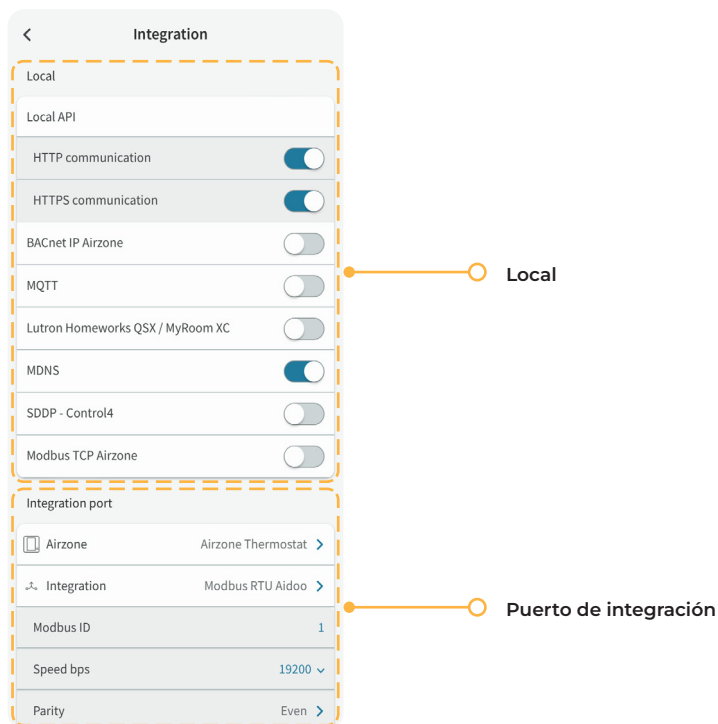 Integration
Local
Local API
HTTP communication
HTTPS communication
BACnet IP Airzone
MQTT
Lutron Homeworks QSX / MyRoom XC
MDNS
SDDP - Control4
Modbus TCP Airzone
Local
Integration port
Airzone Airzone Thermostat
Integration Modbus RTU Aidoo
Modbus ID 1
Speed bps 19200
Parity Even
Puerto de integración